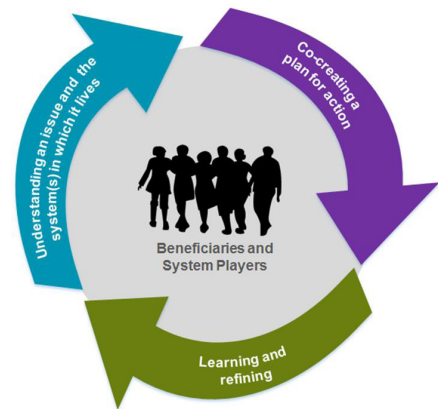 Understanding an issue and the
system(s) in which it lives
Co-creating a
plan for action
Beneficiaries and
System Players
Learning and
refining